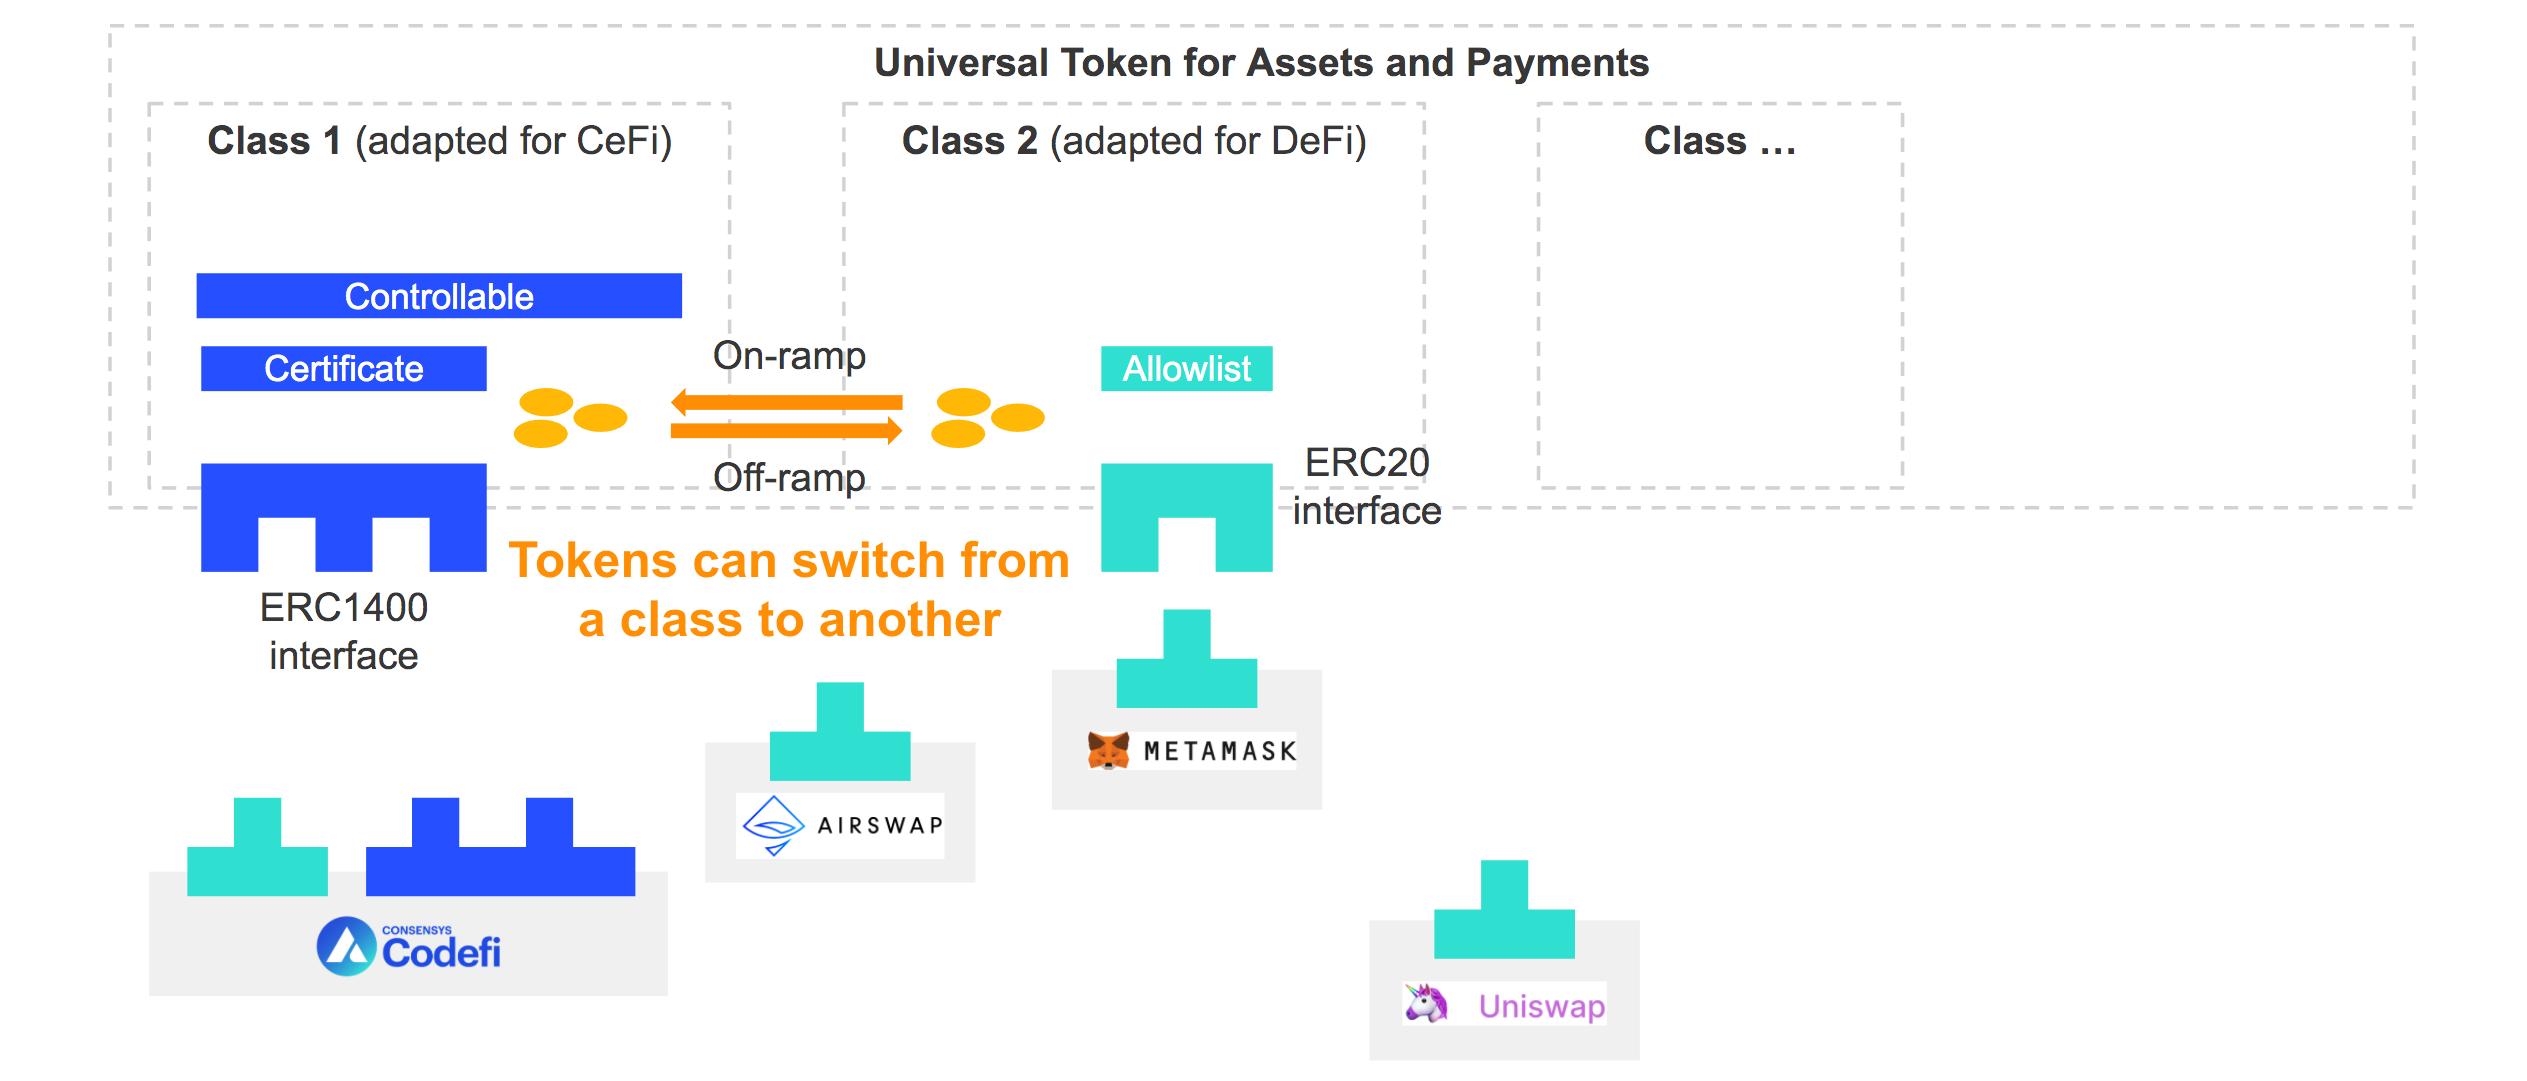 Universal Token for Assets and Payments
Class 1 (adapted for CeFi)
Class 2 (adapted for DeFi)
Class ...
Controllable
Certificate
On-ramp
Allowlist
Off-ramp
ERC20
interface
Tokens can switch from
a class to another
ERC1400
interface
METAMASK
AIRSWAP
CONSENSYS
Codefi
Uniswap